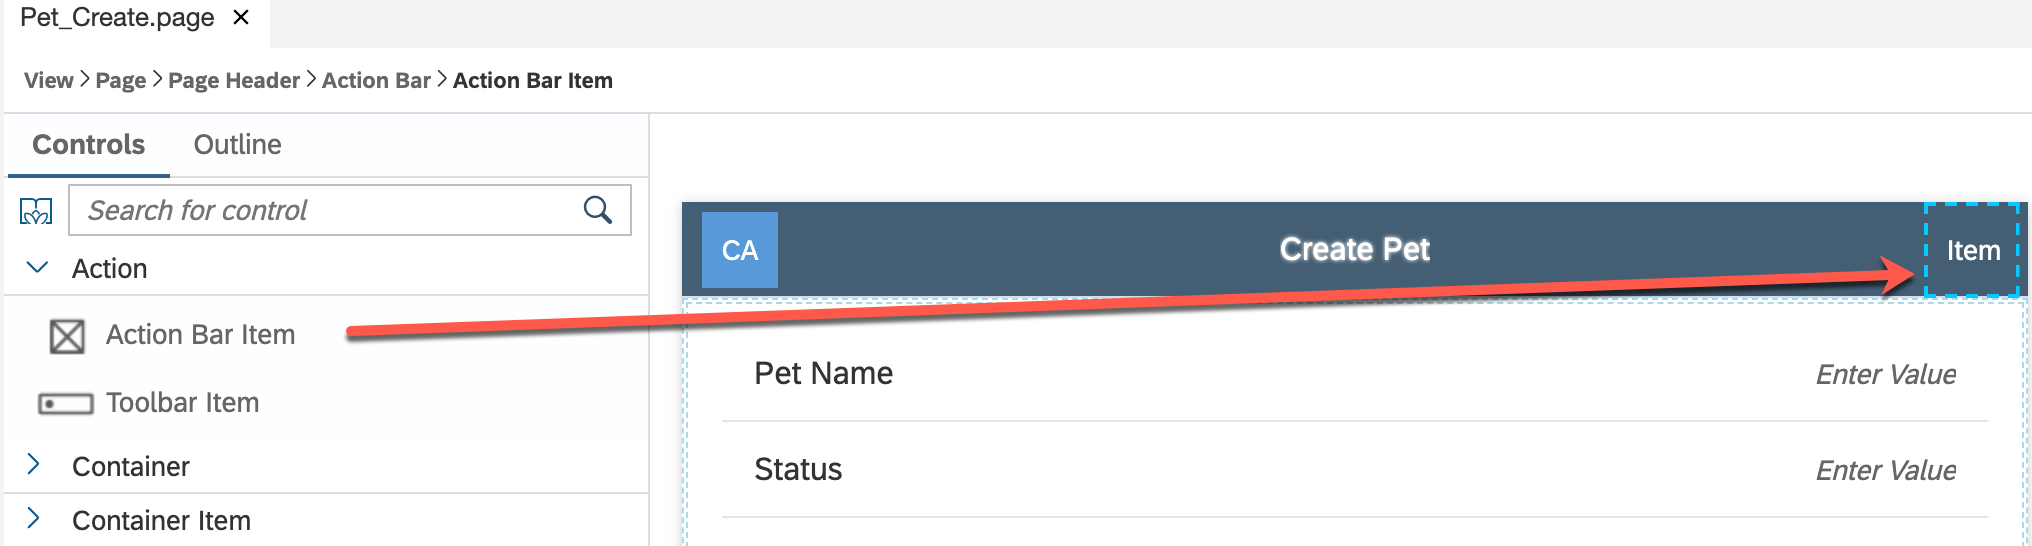 Pet_Create.page ×
View > Page > Page Header > Action Bar > Action Bar Item
Controls Outline
Search for control
Action
Action Bar Item
Toolbar Item
Container
Container Item
CA Create Pet Item
Pet Name Enter Value
Status Enter Value